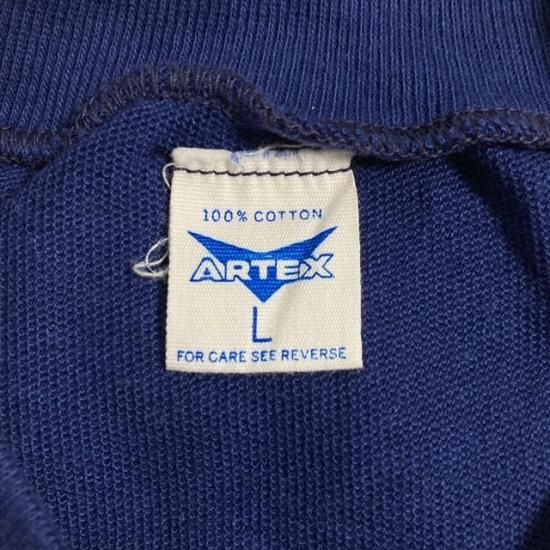 100% COTTON
ARTEX
L
FOR CARE SEE REVERSE